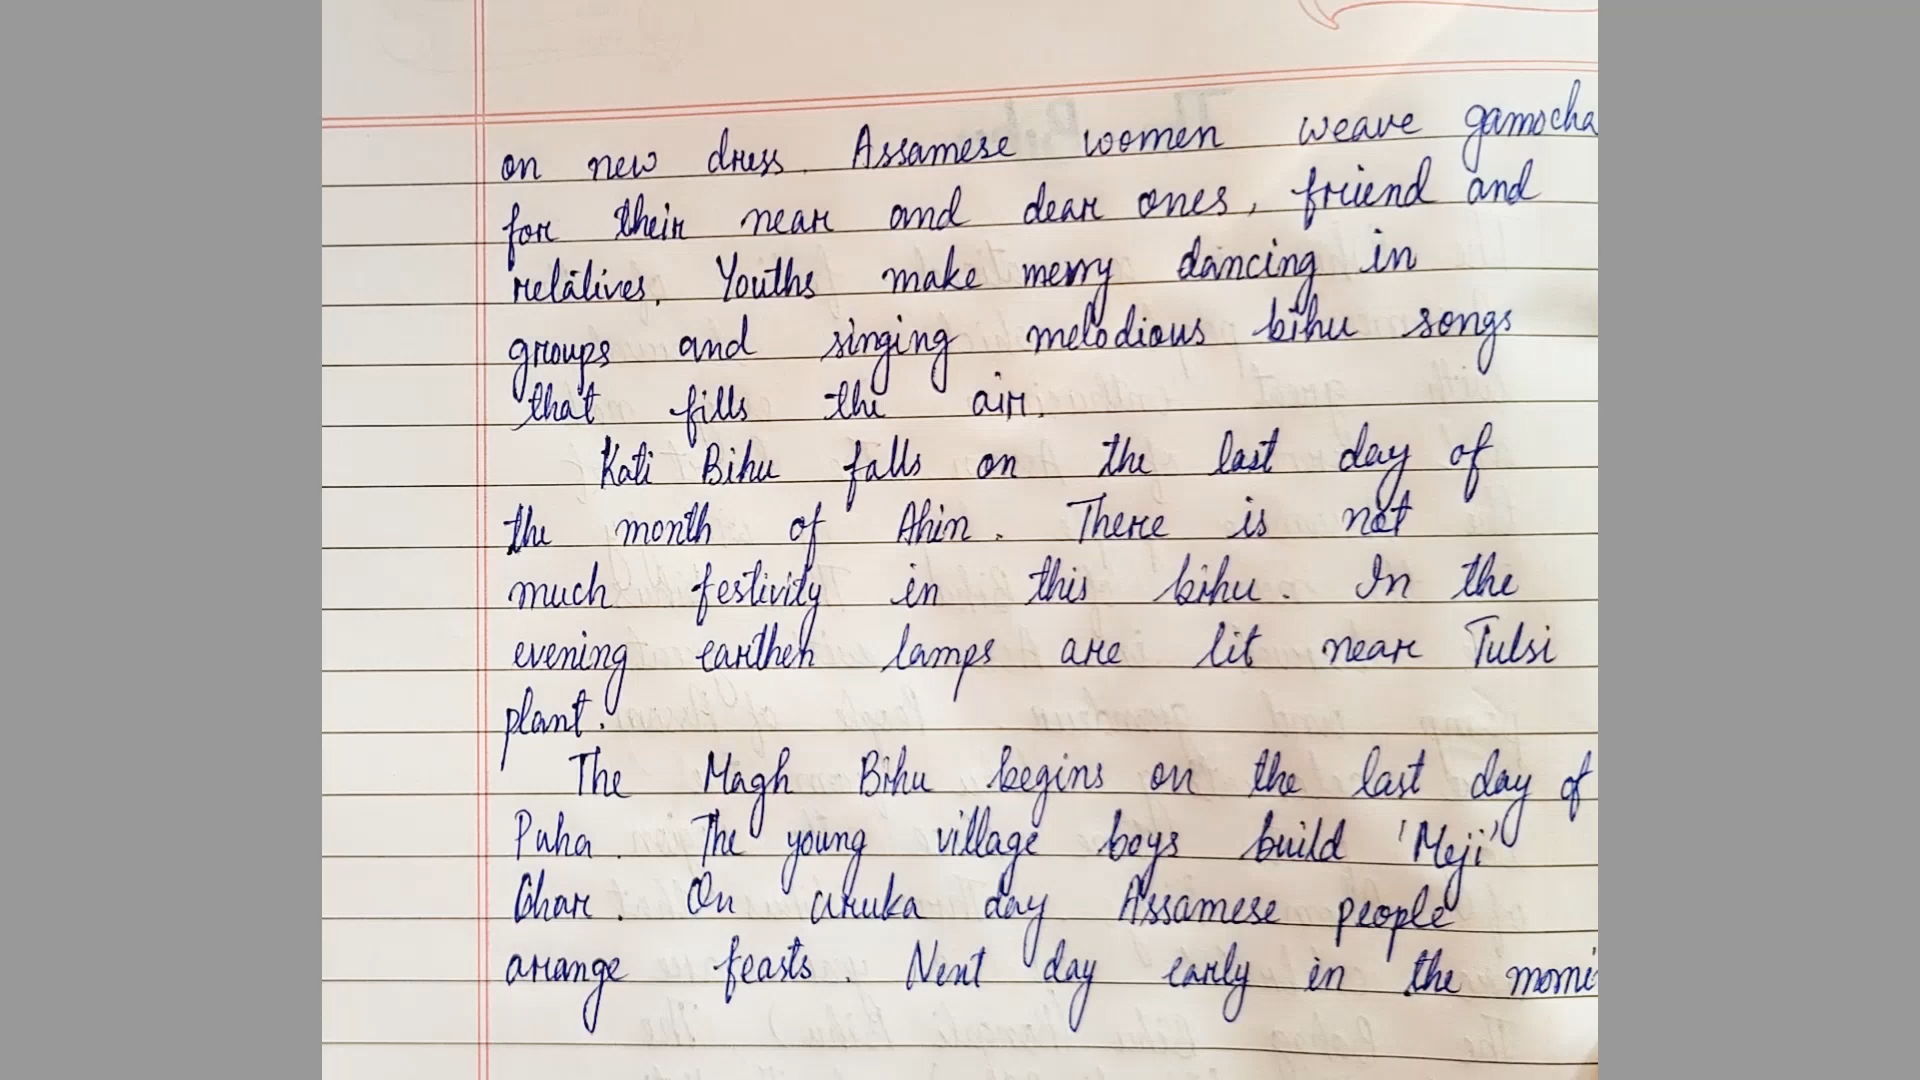 on new dress. Assamese women weave gamocha
for their near and dear ones, friend and
relatives. Youths make merry dancing in
groups and singing melodious bihu songs
that fills the air.
Kati Bihu falls on the last day of
the month of Ahin. There is not
much festivity in this bihu. In the
evening earthen lamps are lit near Tulsi
plant.
The Magh Bihu begins on the last day of
Puha. The young village boys build 'Meji'
Ghar. On uruka day Assamese people
arange feasts. Next day early in the morni